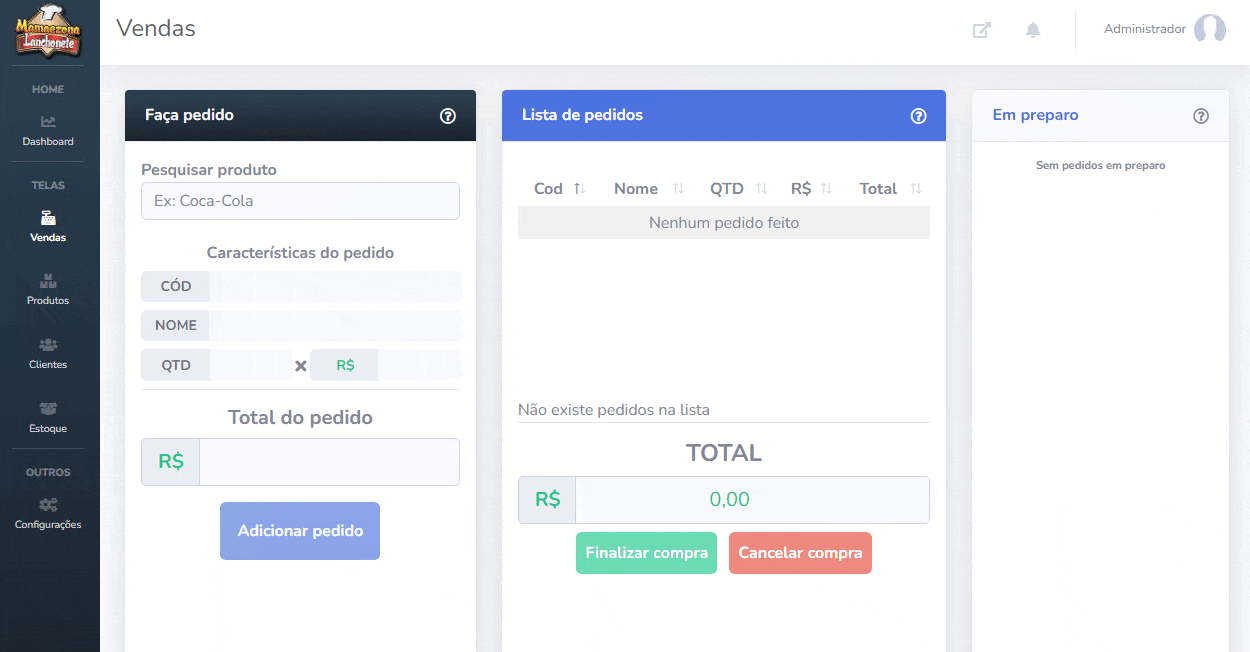 Mamaezona
Lanchonete
Vendas
Administrador
HOME
Dashboard
TELAS
Vendas
Produtos
Clientes
Estoque
OUTROS
Configurações
Faça pedido
?
Pesquisar produto
Ex: Coca-Cola
Características do pedido
CÓD
NOME
QTD
R$
Total do pedido
R$
Adicionar pedido
Lista de pedidos
?
Cod Nome QTD R$ Total
Nenhum pedido feito
Não existe pedidos na lista
TOTAL
R$ 0,00
Finalizar compra Cancelar compra
Em preparo
?
Sem pedidos em preparo